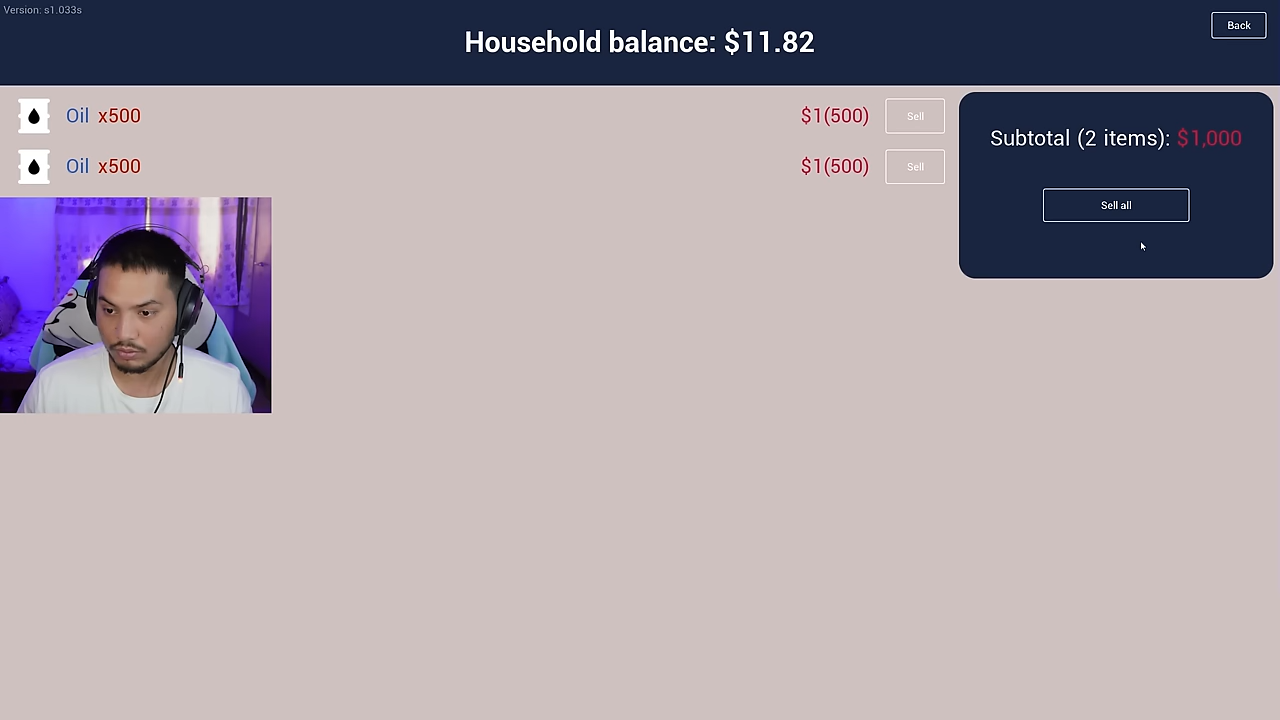 Version: s1.033s
Household balance: $11.82
Back
Oil x500
$1(500)
Sell
Oil x500
$1(500)
Sell
Subtotal (2 items): $1,000
Sell all